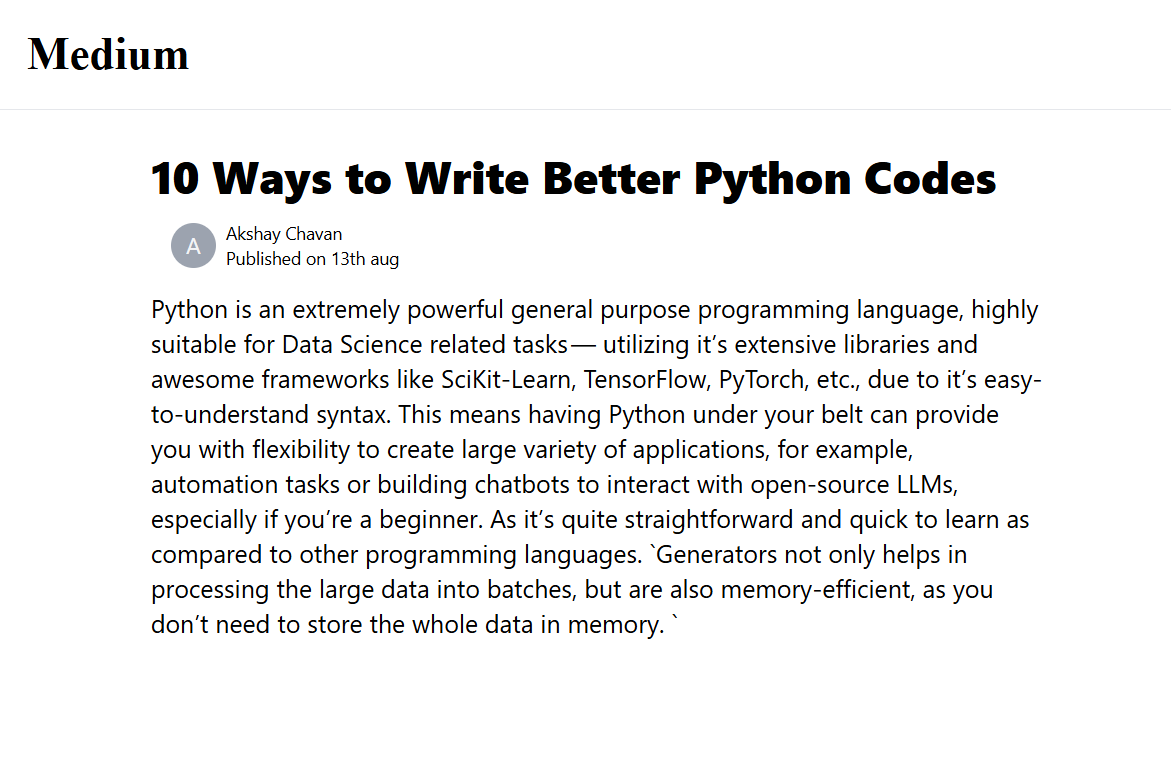 Medium
10 Ways to Write Better Python Codes
A
Akshay Chavan
Published on 13th aug
Python is an extremely powerful general purpose programming language, highly
suitable for Data Science related tasks— utilizing it’s extensive libraries and
awesome frameworks like SciKit-Learn, TensorFlow, PyTorch, etc., due to it’s easy-
to-understand syntax. This means having Python under your belt can provide
you with flexibility to create large variety of applications, for example,
automation tasks or building chatbots to interact with open-source LLMs,
especially if you’re a beginner. As it’s quite straightforward and quick to learn as
compared to other programming languages. `Generators not only helps in
processing the large data into batches, but are also memory-efficient, as you
don’t need to store the whole data in memory. `